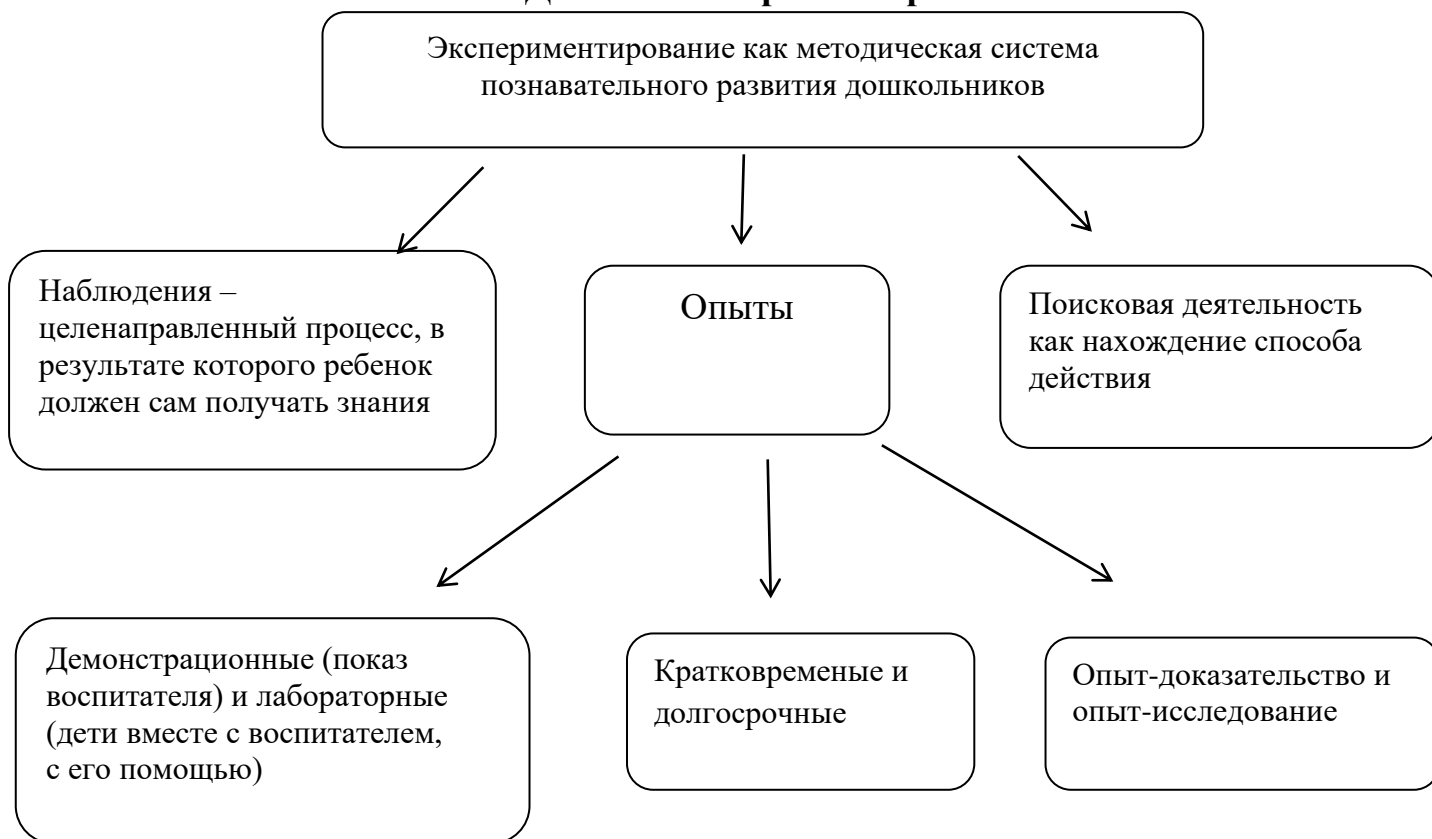 Экспериментирование как методическая система
познавательного развития дошкольников
Наблюдения –
целенаправленный процесс, в
результате которого ребенок
должен сам получать знания
Опыты
Поисковая деятельность
как нахождение способа
действия
Демонстрационные (показ
воспитателя) и лабораторные
(дети вместе с воспитателем,
с его помощью)
Кратковременые и
долгосрочные
Опыт-доказательство и
опыт-исследование